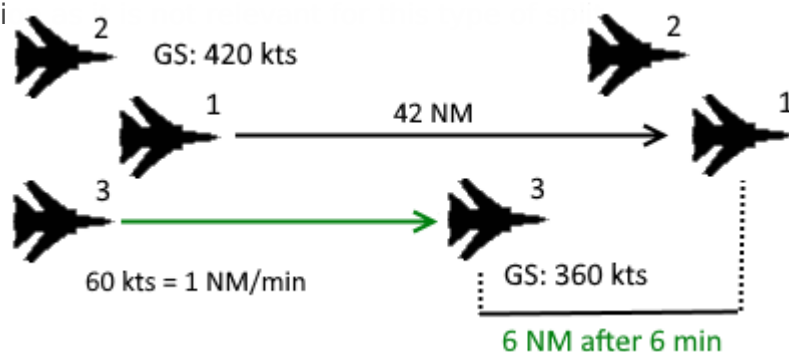 i
2
GS: 420 kts
2
1
42 NM
1
3
3
60 kts = 1 NM/min
GS: 360 kts
6 NM after 6 min